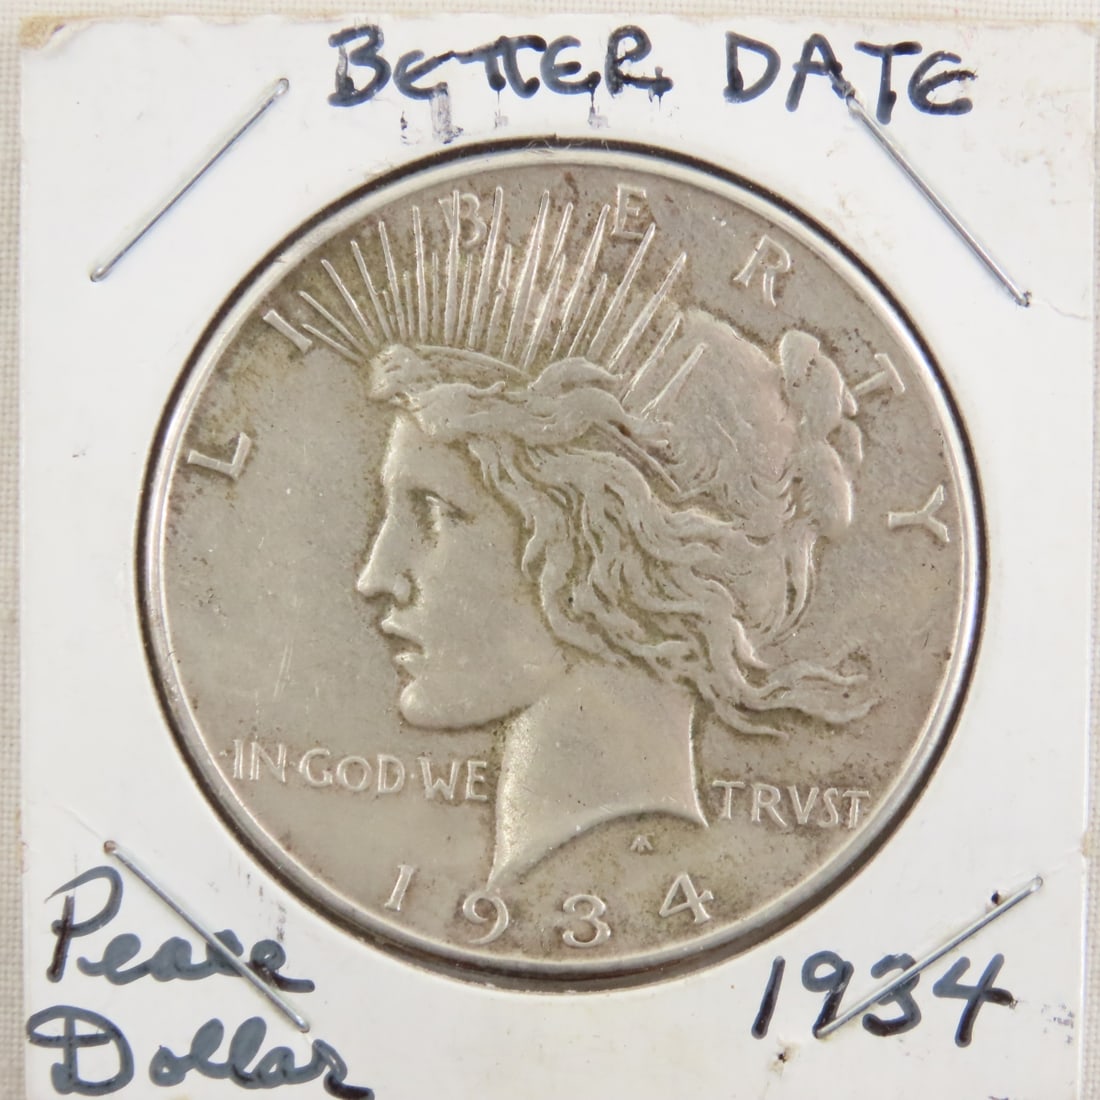 BETTER DATE
LIBERTY
IN·GOD·WE TRVST
1934
Peace
Dollar
1934